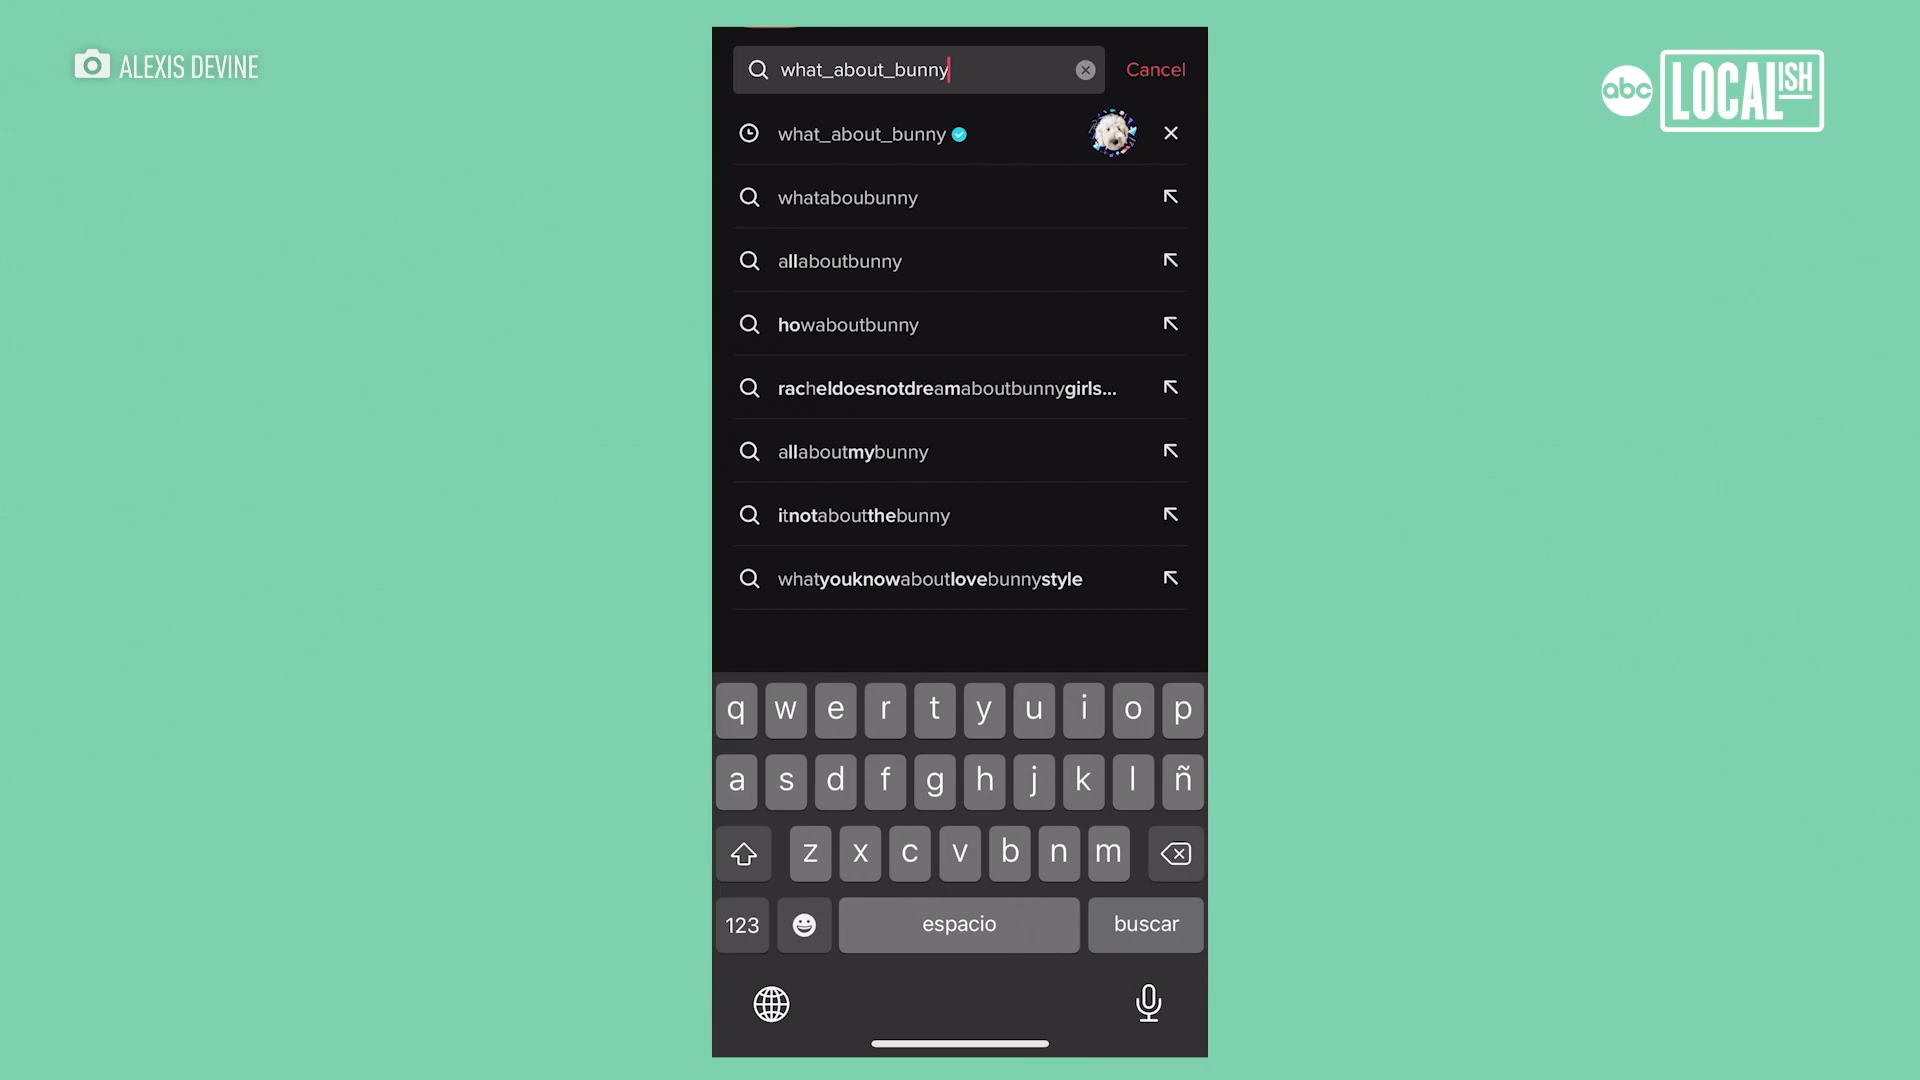 ALEXIS DEVINE
abc LOCALISH
what_about_bunny
Cancel
what_about_bunny
whataboubunny
allaboutbunny
howaboutbunny
racheldoesnotdreamaboutbunnygirls...
allaboutmybunny
itnotaboutthebunny
whatyouknowaboutlovebunnystyle
q w e r t y u i o p
a s d f g h j k l ñ
z x c v b n m
123 espacio buscar